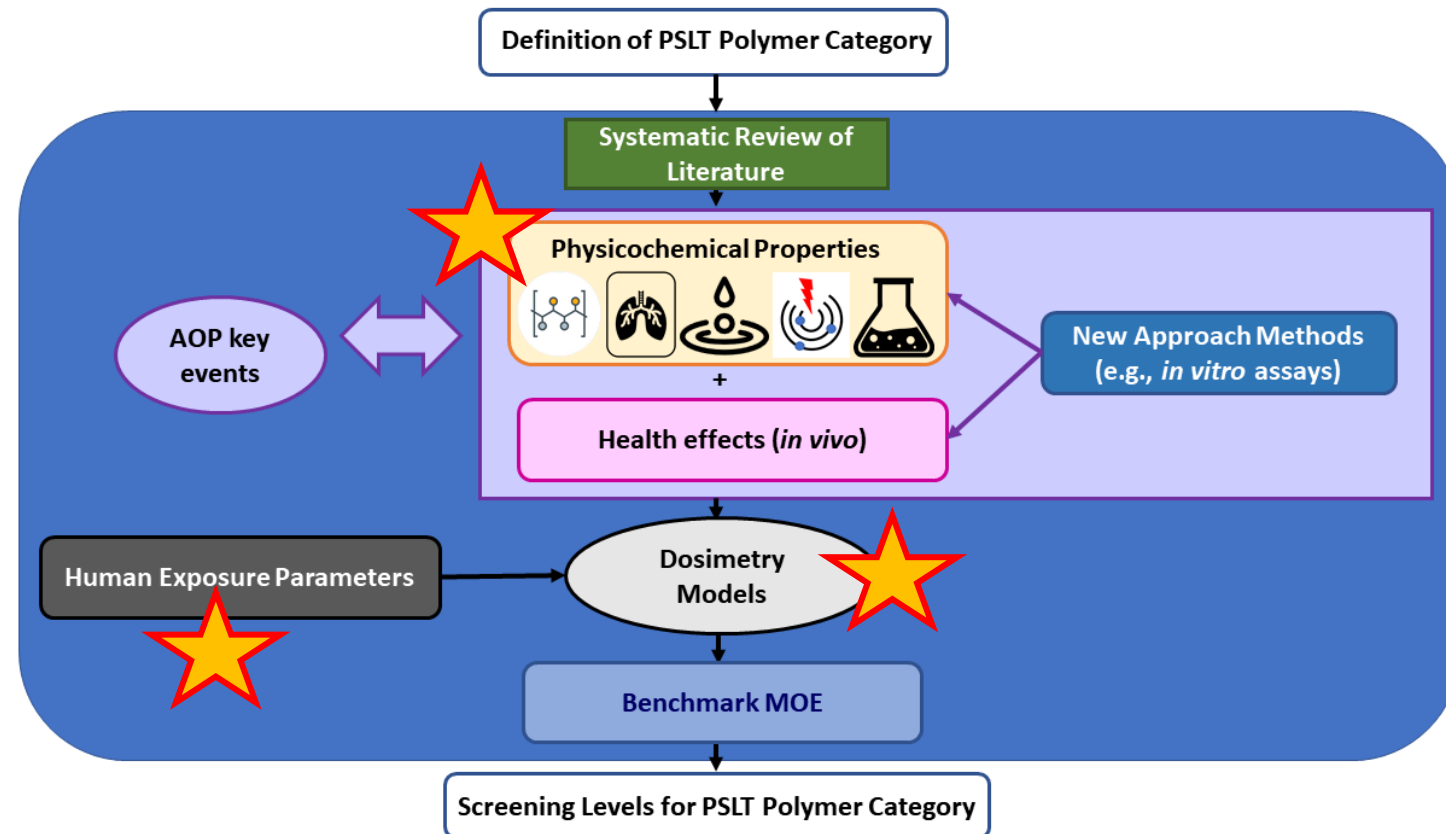 Definition of PSLT Polymer Category
Systematic Review of
Literature
Physicochemical Properties
AOP key
events
+
New Approach Methods
(e.g., in vitro assays)
Health effects (in vivo)
Human Exposure Parameters
Dosimetry
Models
Benchmark MOE
Screening Levels for PSLT Polymer Category